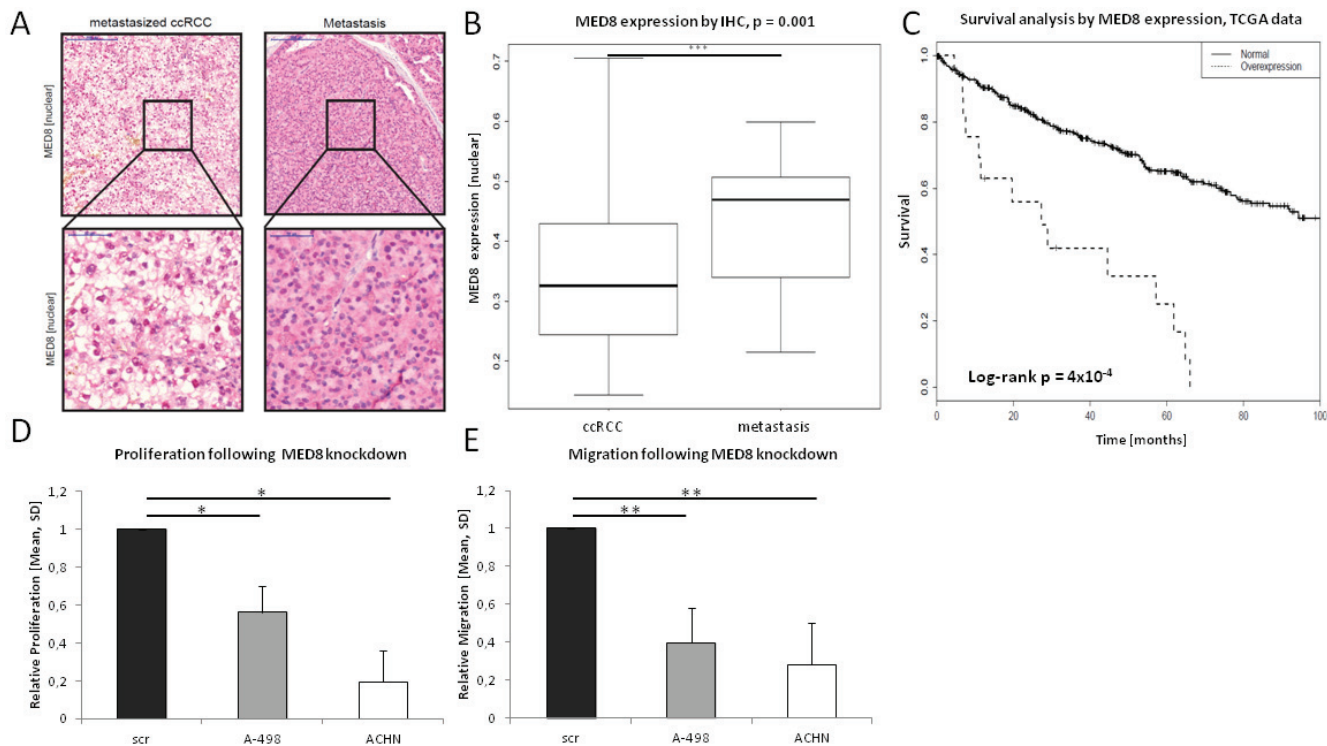 A
metastasized ccRCC
Metastasis
MED8 [nuclear]
MED8 [nuclear]
B
MED8 expression by IHC, p = 0.001
***
MED8 expression [nuclear]
0.7
0.6
0.5
0.4
0.3
0.2
ccRCC
metastasis
C
Survival analysis by MED8 expression, TCGA data
Normal
Overexpression
Survival
1.0
0.8
0.6
0.4
0.2
0.0
Log-rank p = 4x10⁻⁴
0
20
40
60
80
100
Time [months]
D
Proliferation following MED8 knockdown
Relative Proliferation [Mean, SD]
1,2
1
0,8
0,6
0,4
0,2
0
*
*
scr
A-498
ACHN
E
Migration following MED8 knockdown
Relative Migration [Mean, SD]
1,2
1
0,8
0,6
0,4
0,2
0
**
**
scr
A-498
ACHN